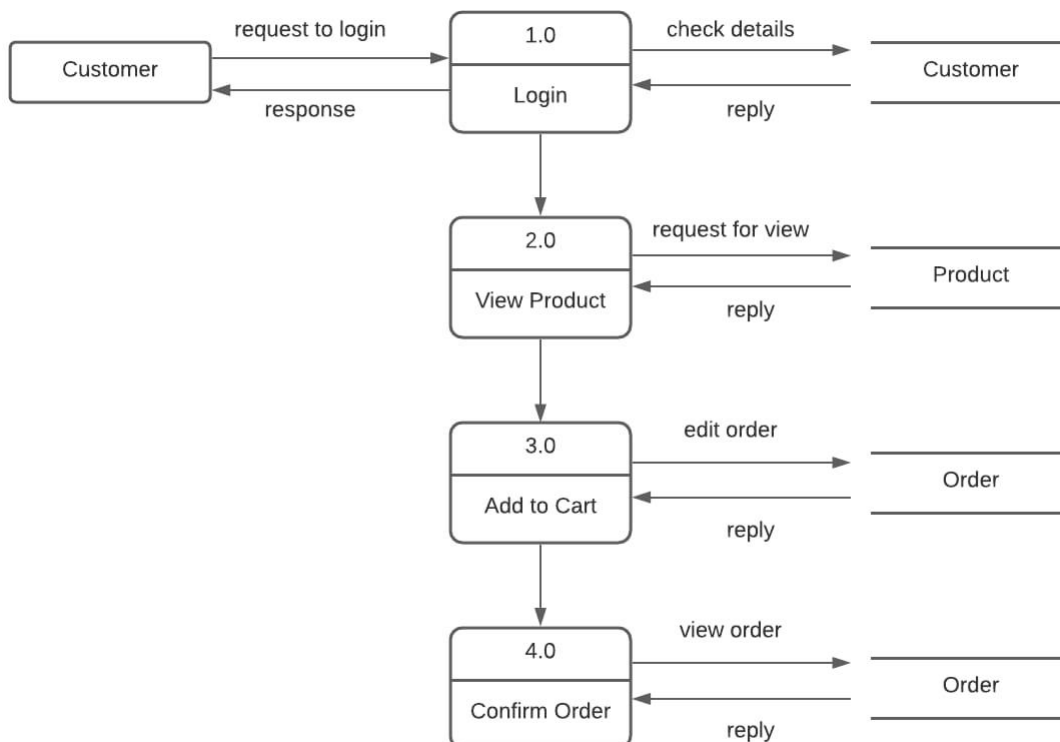 request to login
1.0
check details
Customer
Login
Customer
response
reply
2.0
request for view
View Product
Product
reply
3.0
edit order
Add to Cart
Order
reply
4.0
view order
Confirm Order
Order
reply